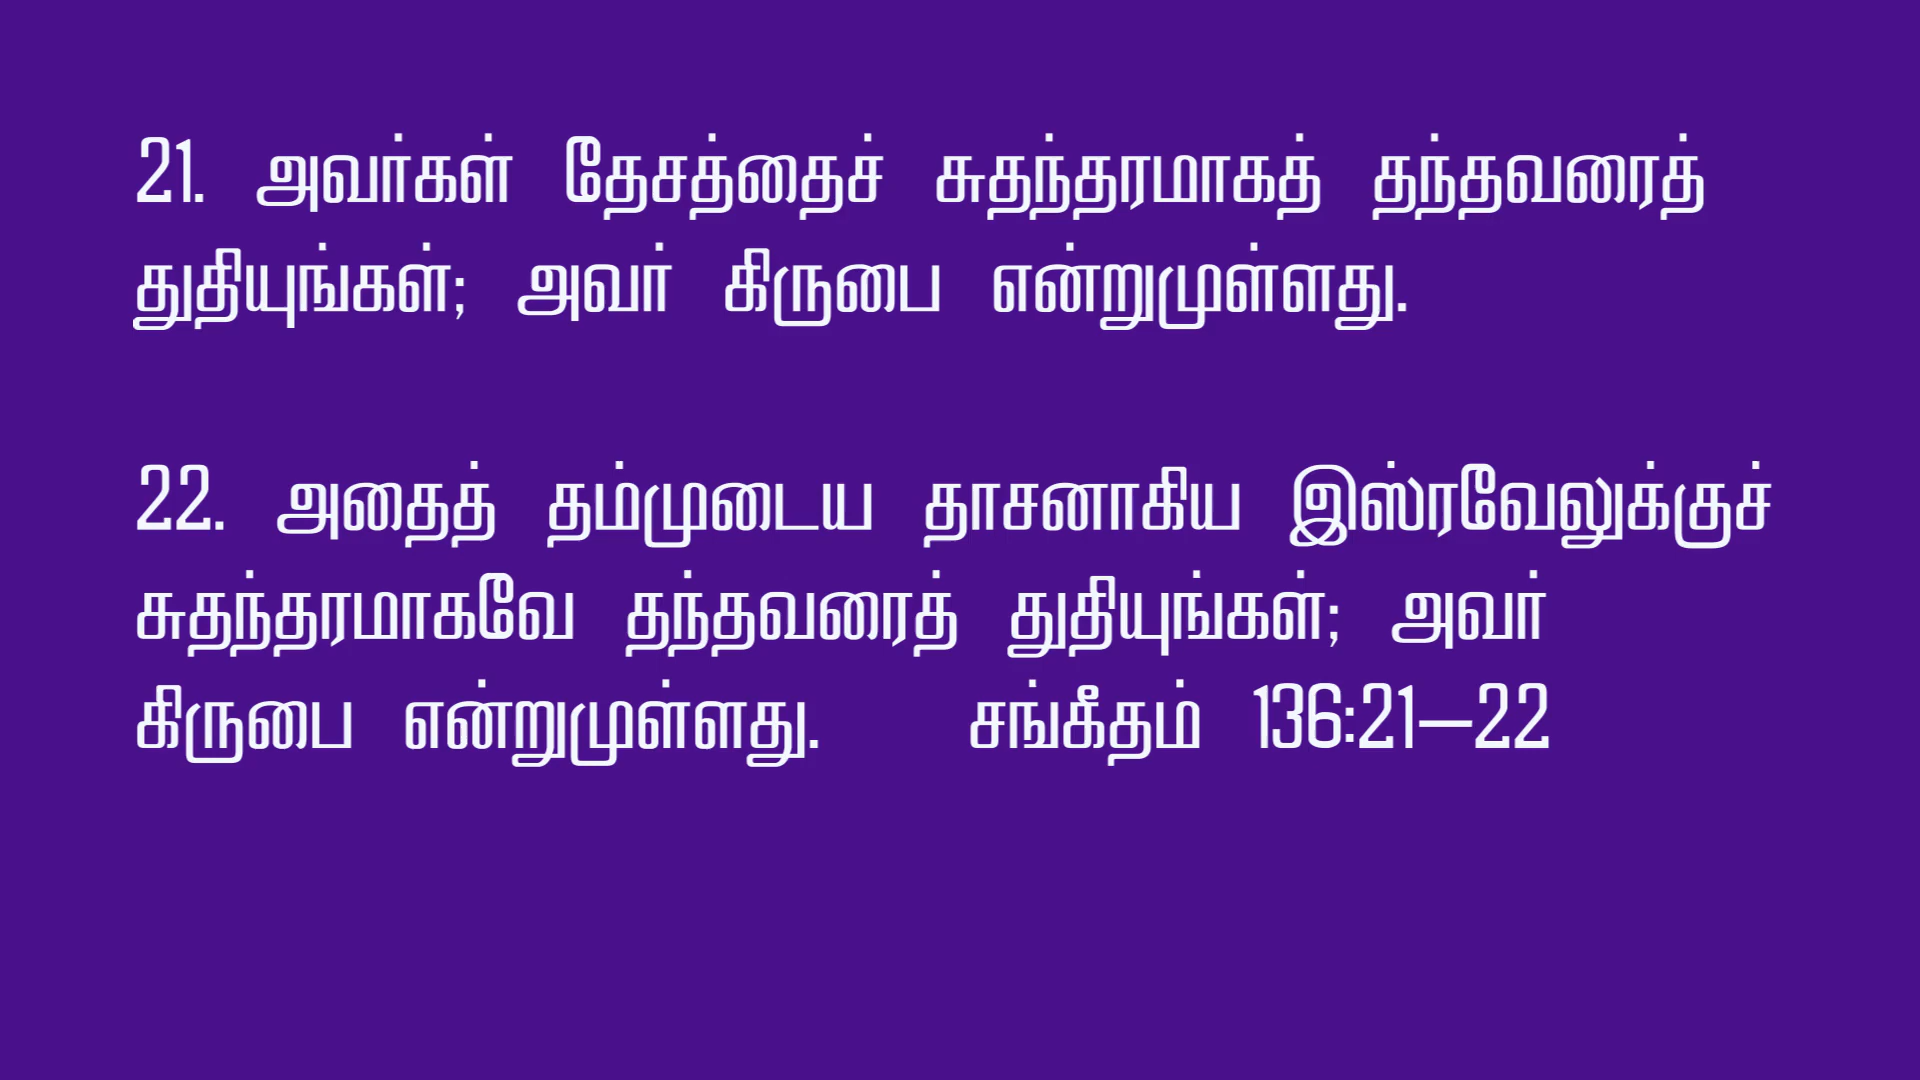 21. அவர்கள் தேசத்தைச் சுதந்தரமாகத் தந்தவரைத்
துதியுங்கள்; அவர் கிருபை என்றுமுள்ளது.
22. அதைத் தம்முடைய தாசனாகிய இஸ்ரவேலுக்குச்
சுதந்தரமாகவே தந்தவரைத் துதியுங்கள்; அவர்
கிருபை என்றுமுள்ளது. சங்கீதம் 136:21—22